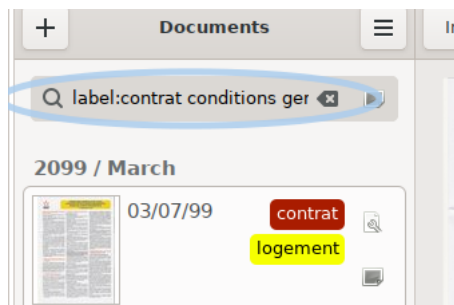 Documents
label:contrat conditions ger
2099 / March
03/07/99
contrat
logement